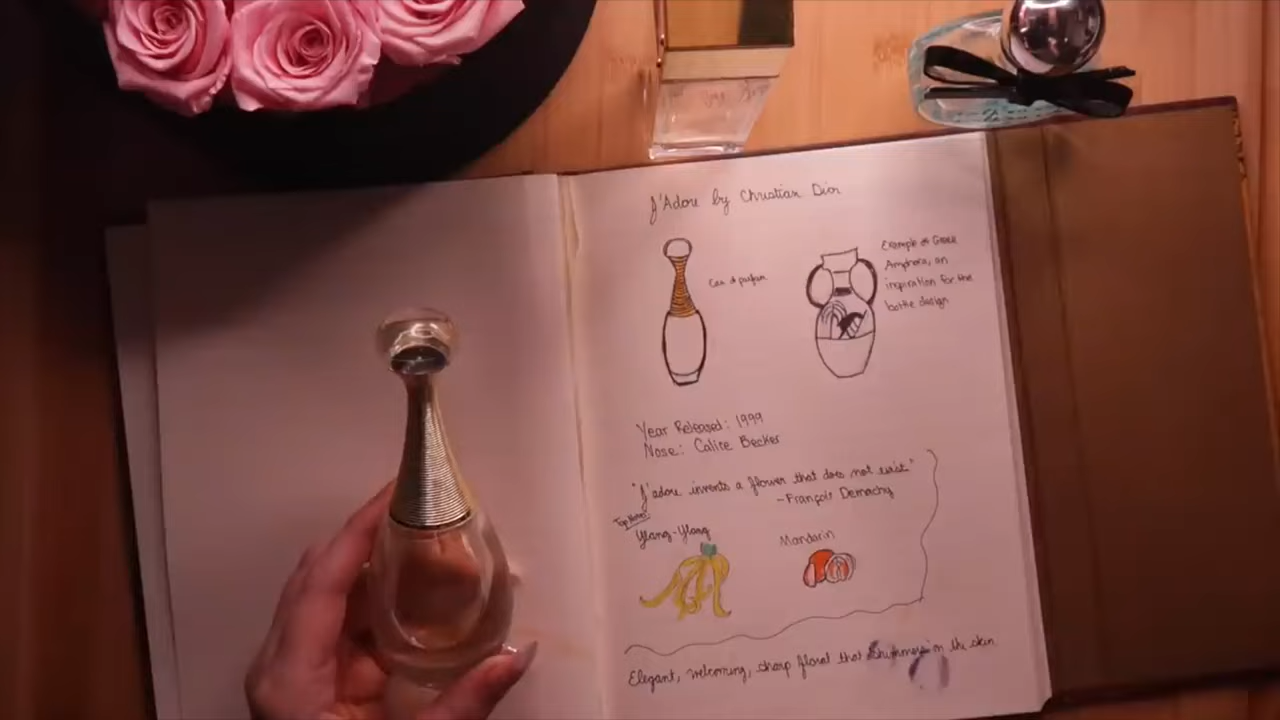 J'Adore by Christian Dior
Eau de parfum
Example of Greek
Amphora, an
inspiration for the
bottle design
Year Released: 1999
Nose: Calice Becker
"J'adore invents a flower that does not exist"
-François Demachy
Top Notes:
Ylang-Ylang
Mandarin
Elegant, welcoming, sharp floral that shimmers on the skin